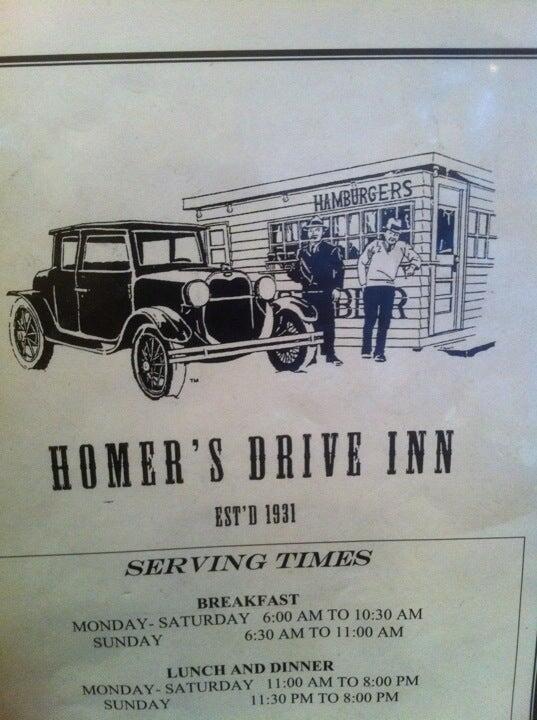 HAMBURGERS
BEER
™
HOMER'S DRIVE INN
EST'D 1931
SERVING TIMES
BREAKFAST
MONDAY- SATURDAY 6:00 AM TO 10:30 AM
SUNDAY 6:30 AM TO 11:00 AM
LUNCH AND DINNER
MONDAY- SATURDAY 11:00 AM TO 8:00 PM
SUNDAY 11:30 PM TO 8:00 PM